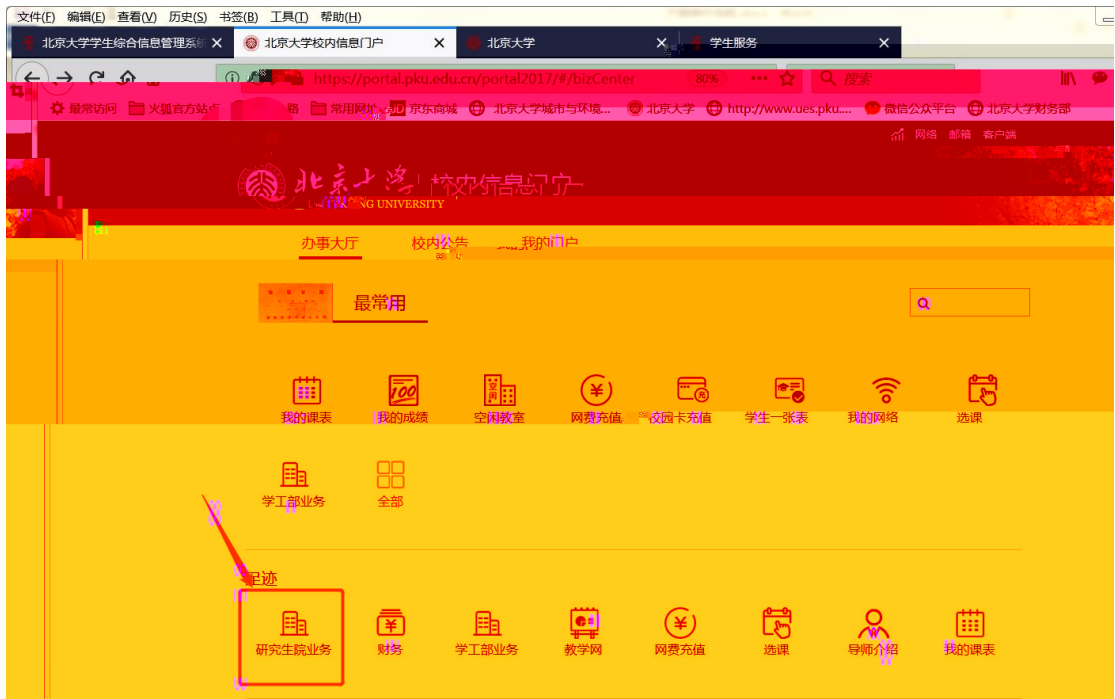 文件(F) 编辑(E) 查看(V) 历史(S) 书签(B) 工具(T) 帮助(H)
北京大学学生综合信息管理系统 北京大学校内信息门户 北京大学 学生服务
https://portal.pku.edu.cn/portal2017/#/bizCenter 80% 搜索
最常访问 火狐官方站点 常用网址 京东商城 北京大学城市与环境... 北京大学 http://www.ues.pku.... 微信公众平台 北京大学财务部
网络 邮箱 客户端
北京大学 校内信息门户
NG UNIVERSITY
办事大厅 校内公告 我的门户
最常用
我的课表 我的成绩 空闲教室 网费充值 校园卡充值 学生一张表 我的网络 选课
学工部业务 全部
足迹
研究生院业务 财务 学工部业务 教学网 网费充值 选课 导师介绍 我的课表